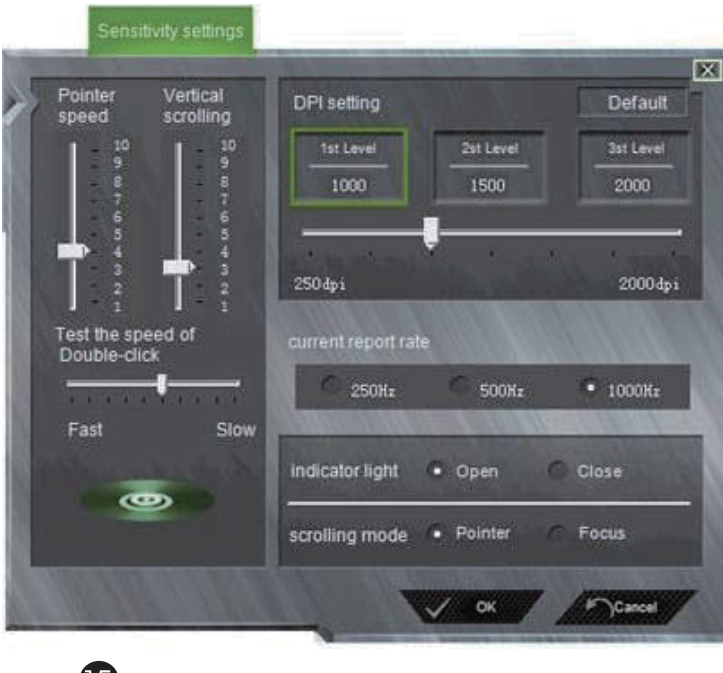 Sensitivity settings
Pointer speed
Vertical scrolling
10
9
8
7
6
5
4
3
2
1
10
9
8
7
6
5
4
3
2
1
Test the speed of
Double-click
Fast
Slow
DPI setting
Default
1st Level
1000
2st Level
1500
3st Level
2000
250dpi
2000dpi
current report rate
250Hz
500Hz
1000Hz
indicator light
Open
Close
scrolling mode
Pointer
Focus
OK
Cancel